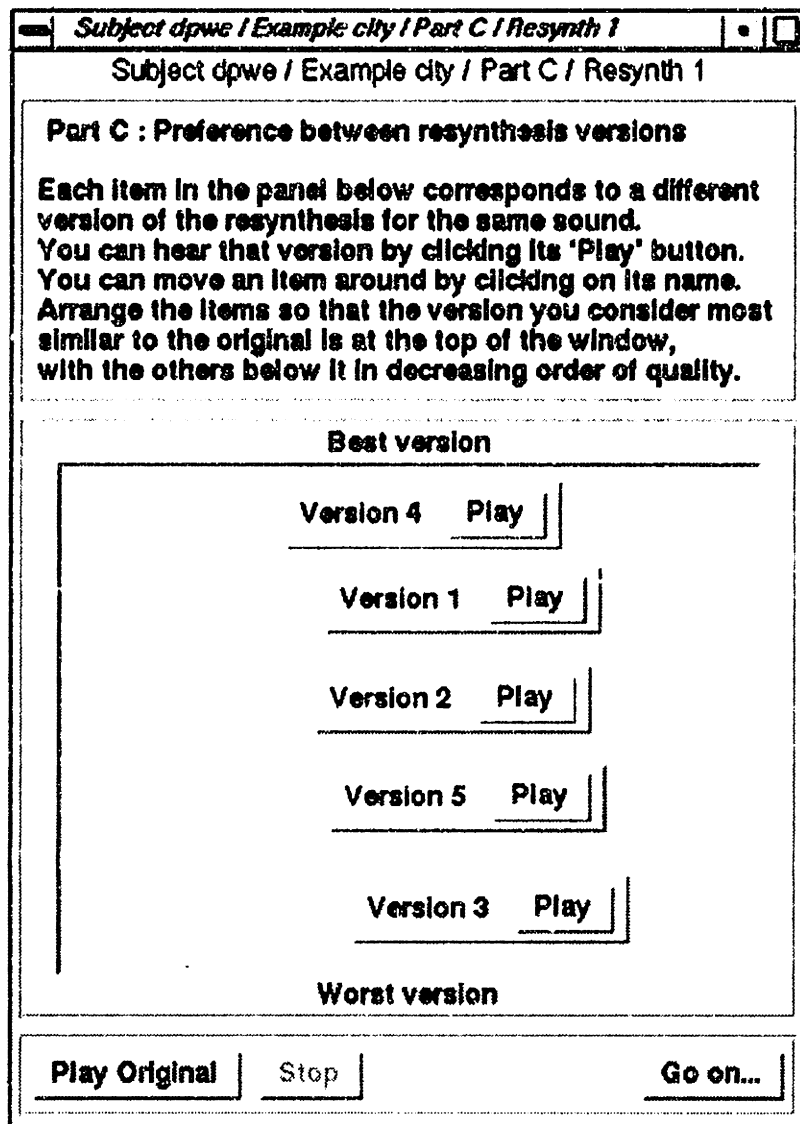 Subject dpwe / Example city / Part C / Resynth 1
Subject dpwe / Example city / Part C / Resynth 1
Part C : Preference between resynthesis versions
Each item in the panel below corresponds to a different
version of the resynthesis for the same sound.
You can hear that version by clicking its 'Play' button.
You can move an item around by clicking on its name.
Arrange the items so that the version you consider most
similar to the original is at the top of the window,
with the others below it in decreasing order of quality.
Best version
Version 4 Play
Version 1 Play
Version 2 Play
Version 5 Play
Version 3 Play
Worst version
Play Original Stop Go on...